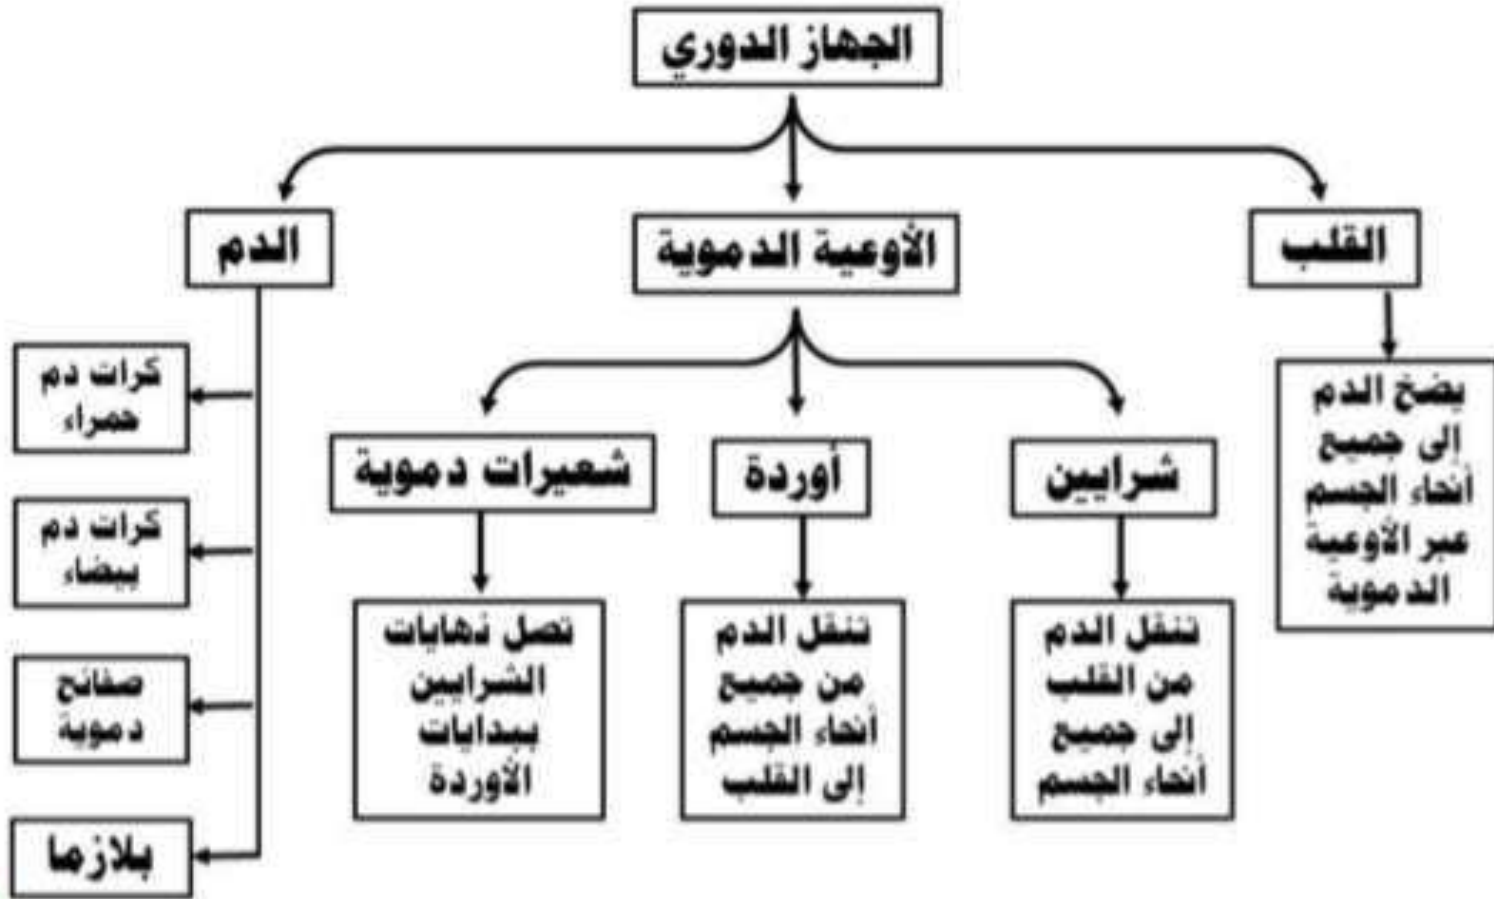 الجهاز الدوري
القلب
الأوعية الدموية
الدم
يضخ الدم
إلى جميع
أنحاء الجسم
عبر الأوعية
الدموية
شرايين
أوردة
شعيرات دموية
تنقل الدم
من القلب
إلى جميع
أنحاء الجسم
تنقل الدم
من جميع
أنحاء الجسم
إلى القلب
تصل نهايات
الشرايين
ببدايات
الأوردة
كرات دم
حمراء
كرات دم
بيضاء
صفائح
دموية
بلازما